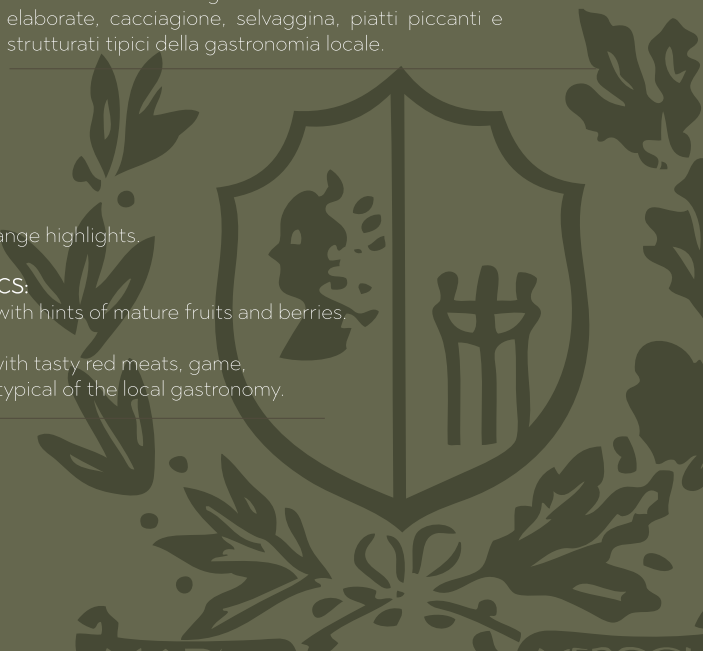 elaborate, cacciagione, selvaggina, piatti piccanti e
strutturati tipici della gastronomia locale.
highlights.
CS:
with hints of mature fruits and berries.
with tasty red meats, game,
typical of the local gastronomy.